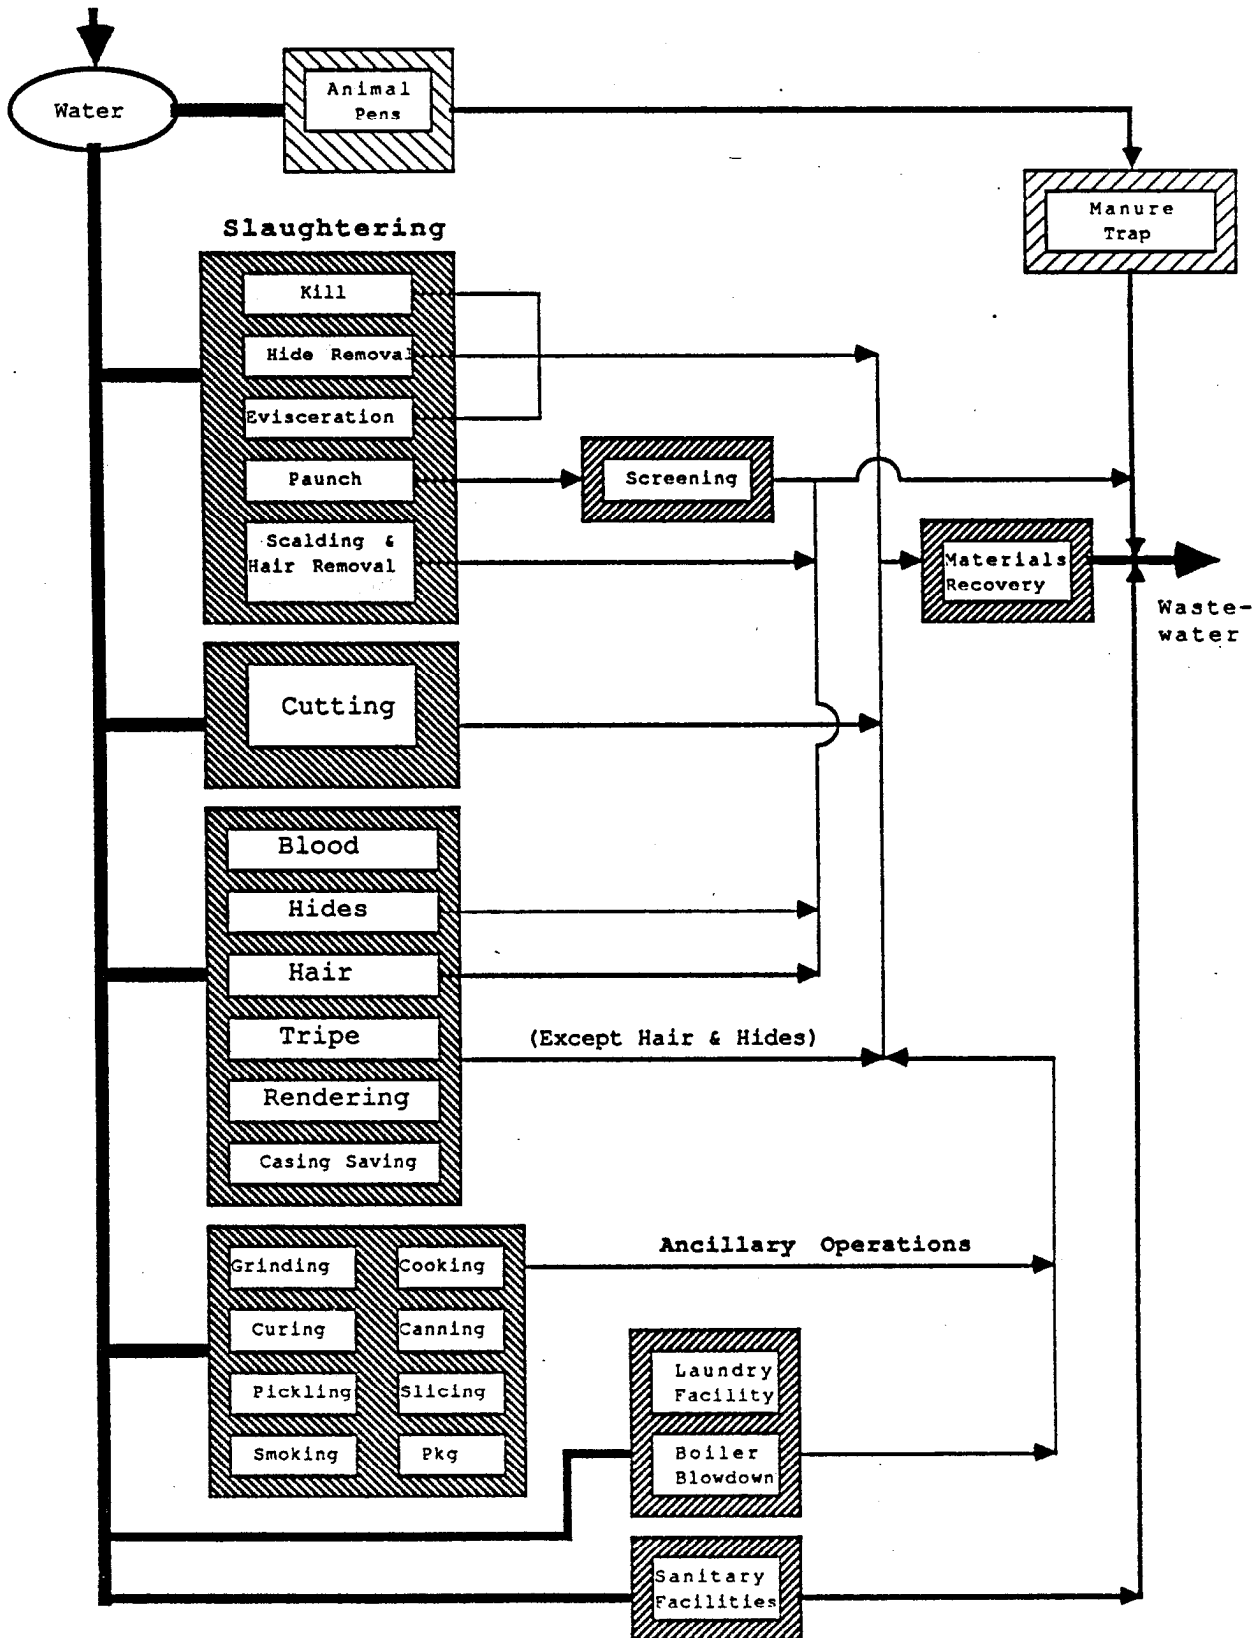 Water
Animal
Pens
Manure
Trap
Slaughtering
Kill
Hide Removal
Evisceration
Paunch
Screening
Scalding &
Hair Removal
Materials
Recovery
Waste-
water
Cutting
Blood
Hides
Hair
Tripe
(Except Hair & Hides)
Rendering
Casing Saving
Grinding
Cooking
Ancillary Operations
Curing
Canning
Pickling
Slicing
Smoking
Pkg
Laundry
Facility
Boiler
Blowdown
Sanitary
Facilities